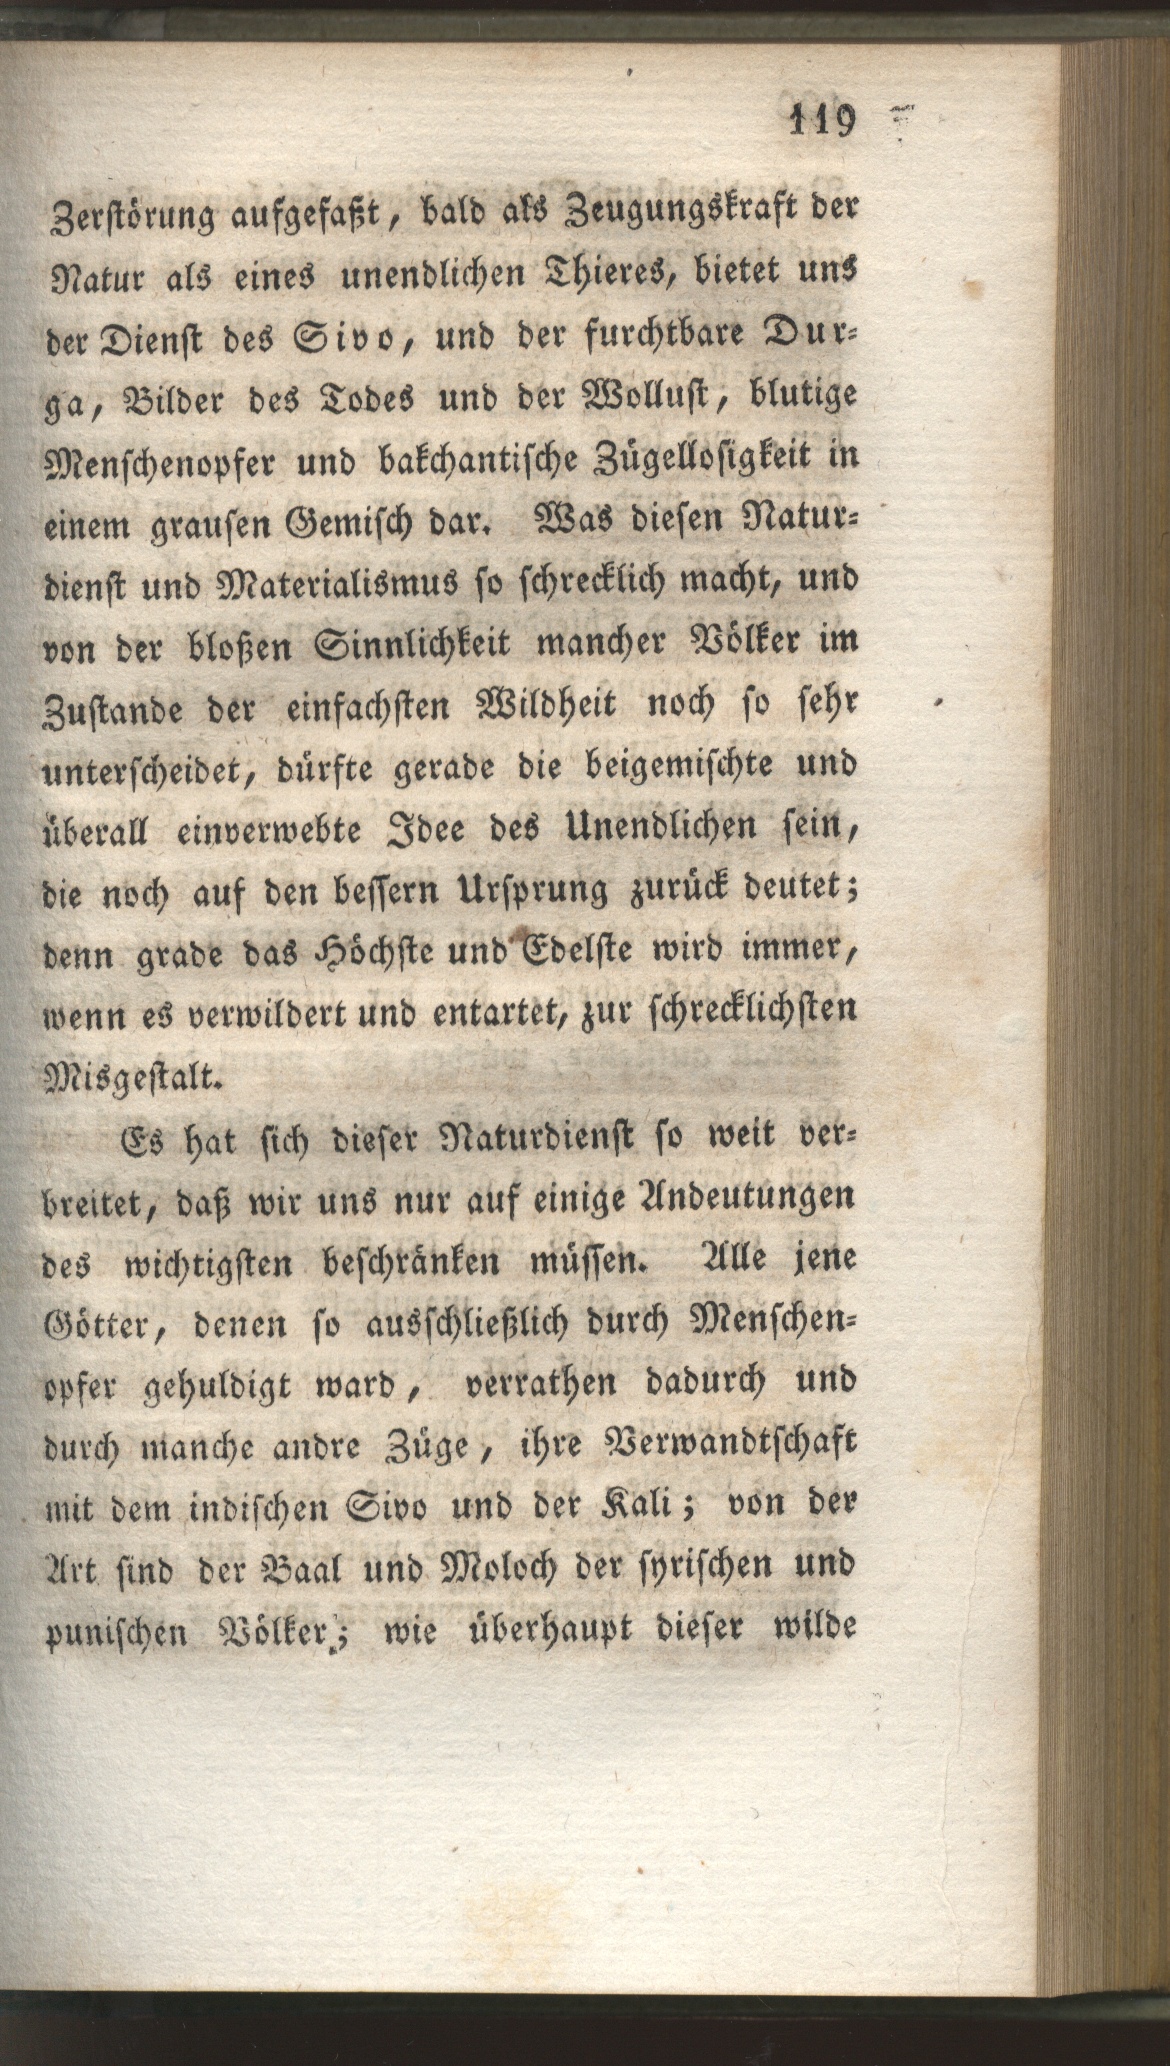 119
Zerstörung aufgefaßt, bald als Zeugungskraft der
Natur als eines unendlichen Thieres, bietet uns
der Dienst des Sivo, und der furchtbare Dur-
ga, Bilder des Todes und der Wollust, blutige
Menschenopfer und bakchantische Zügellosigkeit in
einem grausen Gemisch dar. Was diesen Natur-
dienst und Materialismus so schrecklich macht, und
von der bloßen Sinnlichkeit mancher Völker im
Zustande der einfachsten Wildheit noch so sehr
unterscheidet, dürfte gerade die beigemischte und
überall einverwebte Idee des Unendlichen sein,
die noch auf den bessern Ursprung zurück deutet;
denn grade das Höchste und Edelste wird immer,
wenn es verwildert und entartet, zur schrecklichsten
Misgestalt.
Es hat sich dieser Naturdienst so weit ver-
breitet, daß wir uns nur auf einige Andeutungen
des wichtigsten beschränken müssen. Alle jene
Götter, denen so ausschließlich durch Menschen-
opfer gehuldigt ward, verrathen dadurch und
durch manche andre Züge, ihre Verwandtschaft
mit dem indischen Sivo und der Kali; von der
Art sind der Baal und Moloch der syrischen und
punischen Völker; wie überhaupt dieser wilde